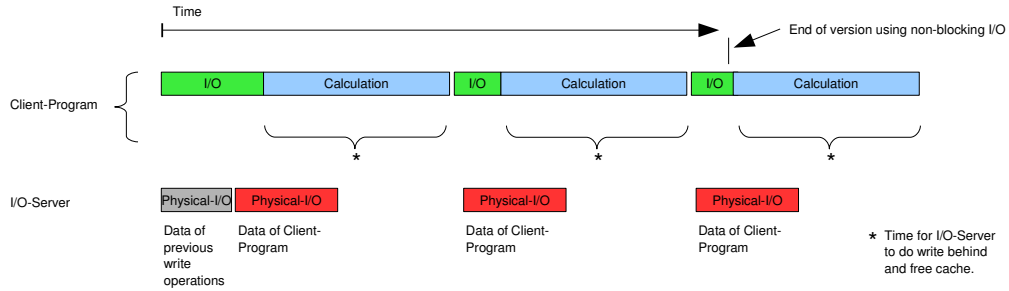 Time
End of version using non-blocking I/O
I/O
Calculation
I/O
Calculation
I/O
Calculation
Client-Program
*
*
*
I/O-Server
Physical-I/O
Physical-I/O
Physical-I/O
Physical-I/O
Data of
previous
write
operations
Data of Client-
Program
Data of Client-
Program
Data of Client-
Program
* Time for I/O-Server
to do write behind
and free cache.